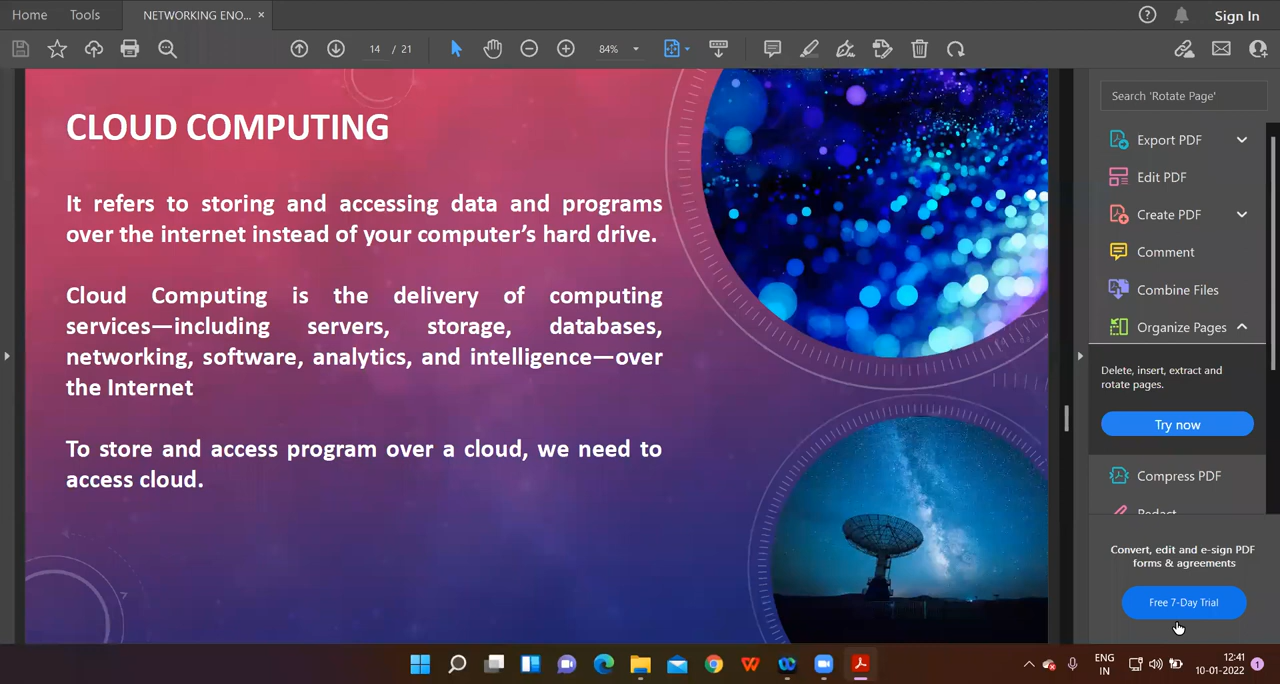 Home
Tools
NETWORKING ENO...
Sign In
14 / 21
84%
CLOUD COMPUTING
It refers to storing and accessing data and programs
over the internet instead of your computer's hard drive.
Cloud Computing is the delivery of computing
services—including servers, storage, databases,
networking, software, analytics, and intelligence—over
the Internet
To store and access program over a cloud, we need to
access cloud.
Search 'Rotate Page'
Export PDF
Edit PDF
Create PDF
Comment
Combine Files
Organize Pages
Delete, insert, extract and
rotate pages.
Try now
Compress PDF
Redact
Convert, edit and e-sign PDF
forms & agreements
Free 7-Day Trial
ENG
IN
12:41
10-01-2022
1